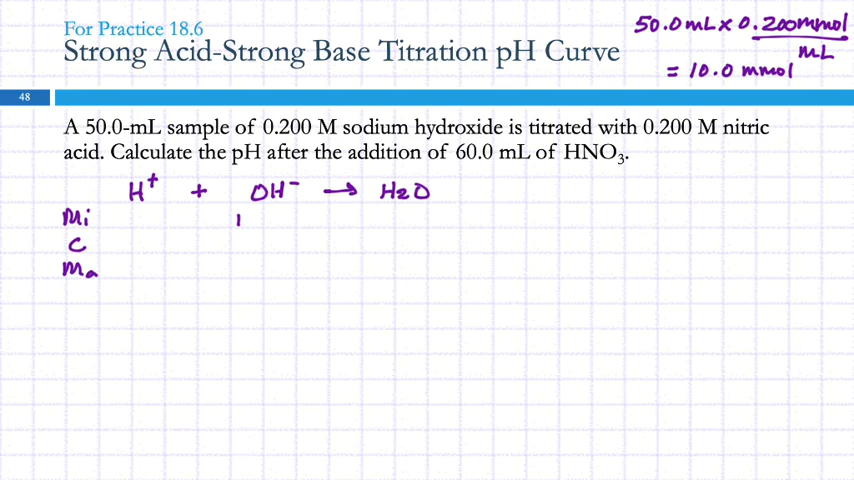 For Practice 18.6
Strong Acid-Strong Base Titration pH Curve
50.0 mL x 0.200 mmol
mL
= 10.0 mmol
48
A 50.0-mL sample of 0.200 M sodium hydroxide is titrated with 0.200 M nitric
acid. Calculate the pH after the addition of 60.0 mL of HNO₃.
H⁺ + OH⁻ → H₂O
Mi 1
C
Ma